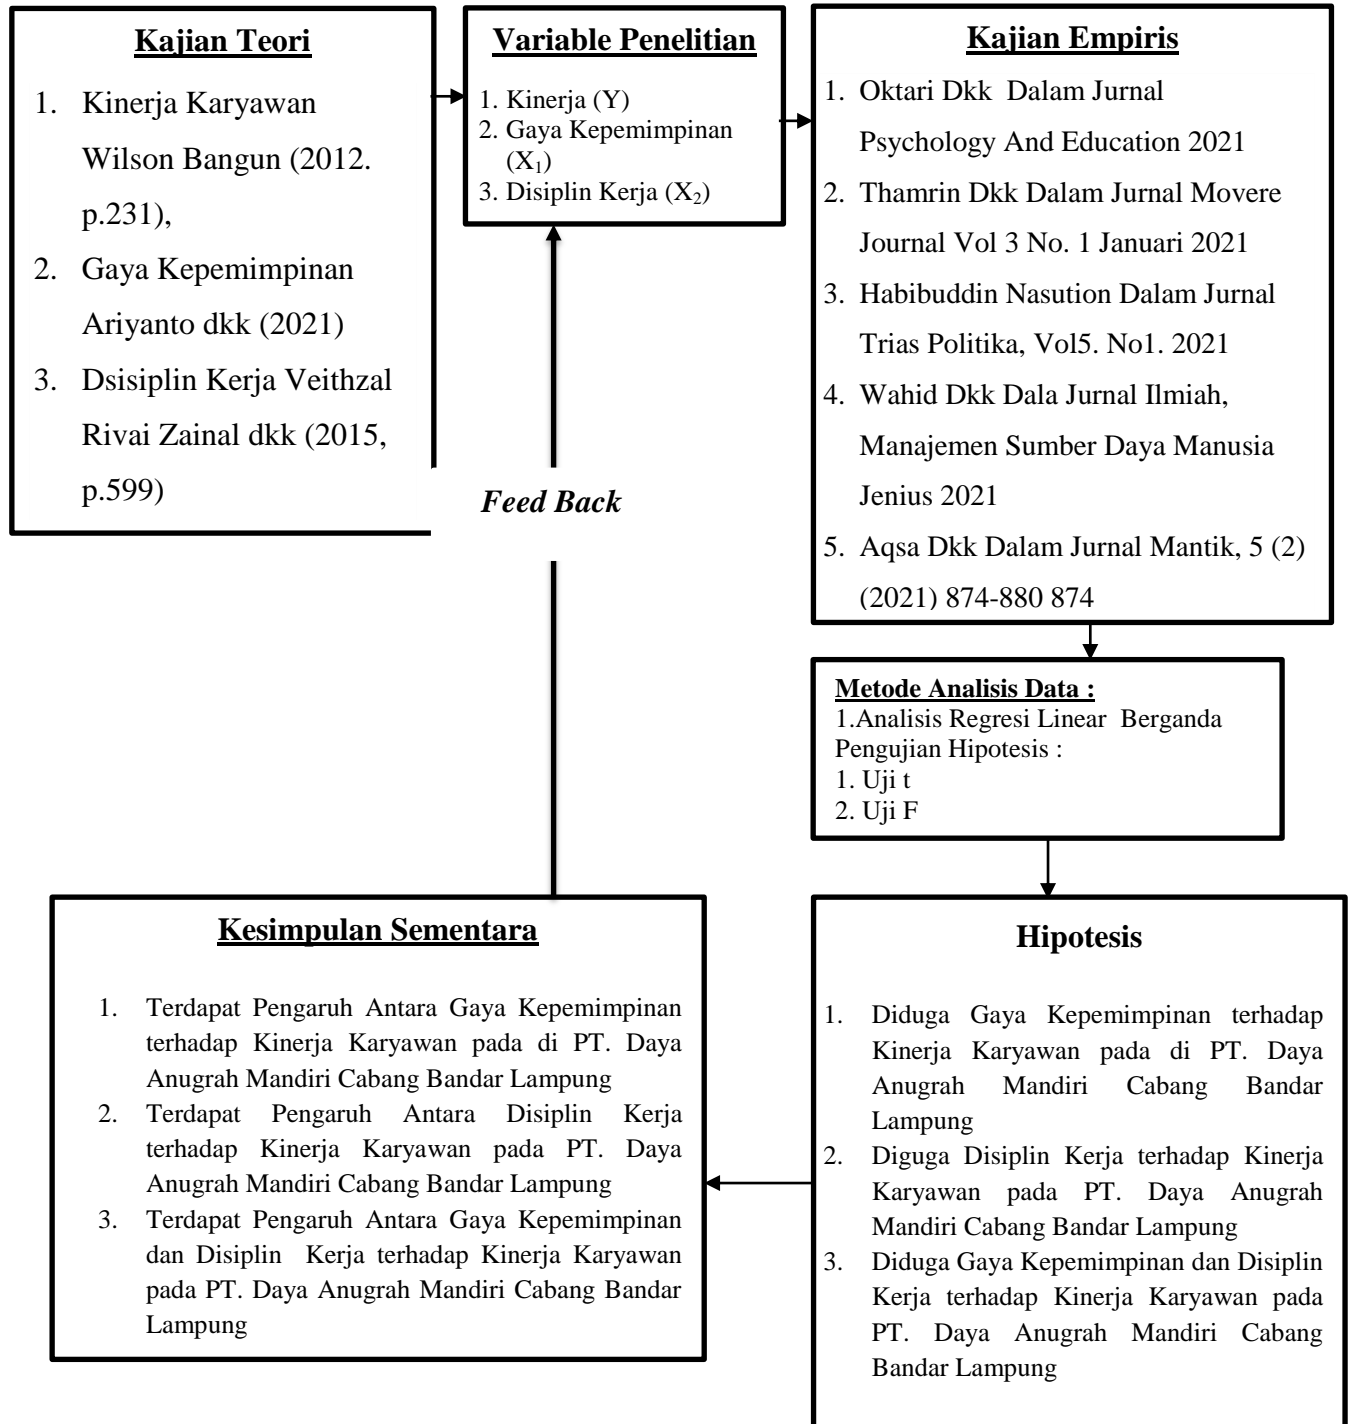 Kajian Teori
1. Kinerja Karyawan
Wilson Bangun (2012.
p.231),
2. Gaya Kepemimpinan
Ariyanto dkk (2021)
3. Dsisiplin Kerja Veithzal
Rivai Zainal dkk (2015,
p.599)
Variable Penelitian
1. Kinerja (Y)
2. Gaya Kepemimpinan
(X₁)
3. Disiplin Kerja (X₂)
Kajian Empiris
1. Oktari Dkk Dalam Jurnal
Psychology And Education 2021
2. Thamrin Dkk Dalam Jurnal Movere
Journal Vol 3 No. 1 Januari 2021
3. Habibuddin Nasution Dalam Jurnal
Trias Politika, Vol5. No1. 2021
4. Wahid Dkk Dala Jurnal Ilmiah,
Manajemen Sumber Daya Manusia
Jenius 2021
5. Aqsa Dkk Dalam Jurnal Mantik, 5 (2)
(2021) 874-880 874
Feed Back
Metode Analisis Data :
1.Analisis Regresi Linear Berganda
Pengujian Hipotesis :
1. Uji t
2. Uji F
Hipotesis
1. Diduga Gaya Kepemimpinan terhadap
Kinerja Karyawan pada di PT. Daya
Anugrah Mandiri Cabang Bandar
Lampung
2. Diguga Disiplin Kerja terhadap Kinerja
Karyawan pada PT. Daya Anugrah
Mandiri Cabang Bandar Lampung
3. Diduga Gaya Kepemimpinan dan Disiplin
Kerja terhadap Kinerja Karyawan pada
PT. Daya Anugrah Mandiri Cabang
Bandar Lampung
Kesimpulan Sementara
1. Terdapat Pengaruh Antara Gaya Kepemimpinan
terhadap Kinerja Karyawan pada di PT. Daya
Anugrah Mandiri Cabang Bandar Lampung
2. Terdapat Pengaruh Antara Disiplin Kerja
terhadap Kinerja Karyawan pada PT. Daya
Anugrah Mandiri Cabang Bandar Lampung
3. Terdapat Pengaruh Antara Gaya Kepemimpinan
dan Disiplin Kerja terhadap Kinerja Karyawan
pada PT. Daya Anugrah Mandiri Cabang Bandar
Lampung